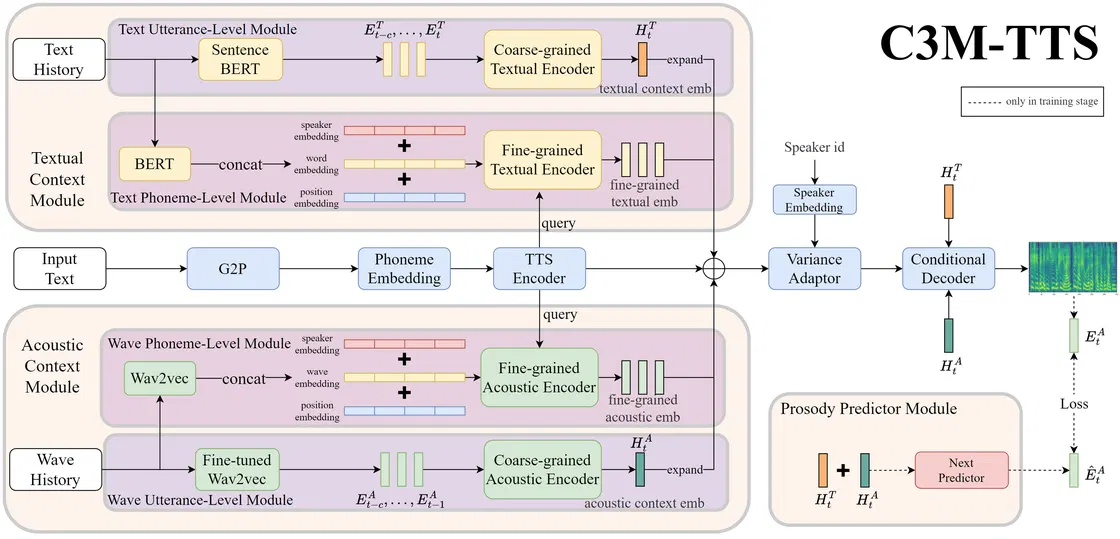 C3M-TTS
only in training stage
Text Utterance-Level Module
Text
History
Sentence
BERT
E^T_{t-c}, . . . , E^T_t
Coarse-grained
Textual Encoder
H^T_t
expand
textual context emb
Textual
Context
Module
BERT
concat
Text Phoneme-Level Module
speaker
embedding
+
word
embedding
+
position
embedding
Fine-grained
Textual Encoder
fine-grained
textual emb
query
Input
Text
G2P
Phoneme
Embedding
TTS
Encoder
Speaker id
Speaker
Embedding
Variance
Adaptor
H^T_t
Conditional
Decoder
H^A_t
E^A_t
Loss
Ê^A_t
query
Acoustic
Context
Module
Wave Phoneme-Level Module
Wav2vec
concat
speaker
embedding
+
wave
embedding
+
position
embedding
Fine-grained
Acoustic Encoder
fine-grained
acoustic emb
Wave
History
Fine-tuned
Wav2vec
Wave Utterance-Level Module
E^A_{t-c}, . . . , E^A_{t-1}
Coarse-grained
Acoustic Encoder
H^A_t
expand
acoustic context emb
Prosody Predictor Module
+
H^T_t
H^A_t
Next
Predictor